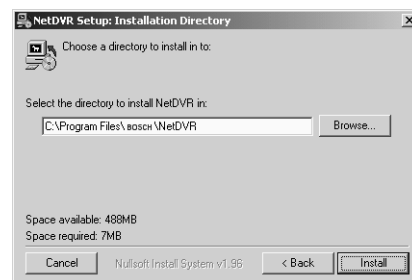 NetDVR Setup: Installation Directory
Choose a directory to install in to:
Select the directory to install NetDVR in:
C:\Program Files\ BOSCH \NetDVR
Browse...
Space available: 488MB
Space required: 7MB
Cancel
Nullsoft Install System v1.96
< Back
Install